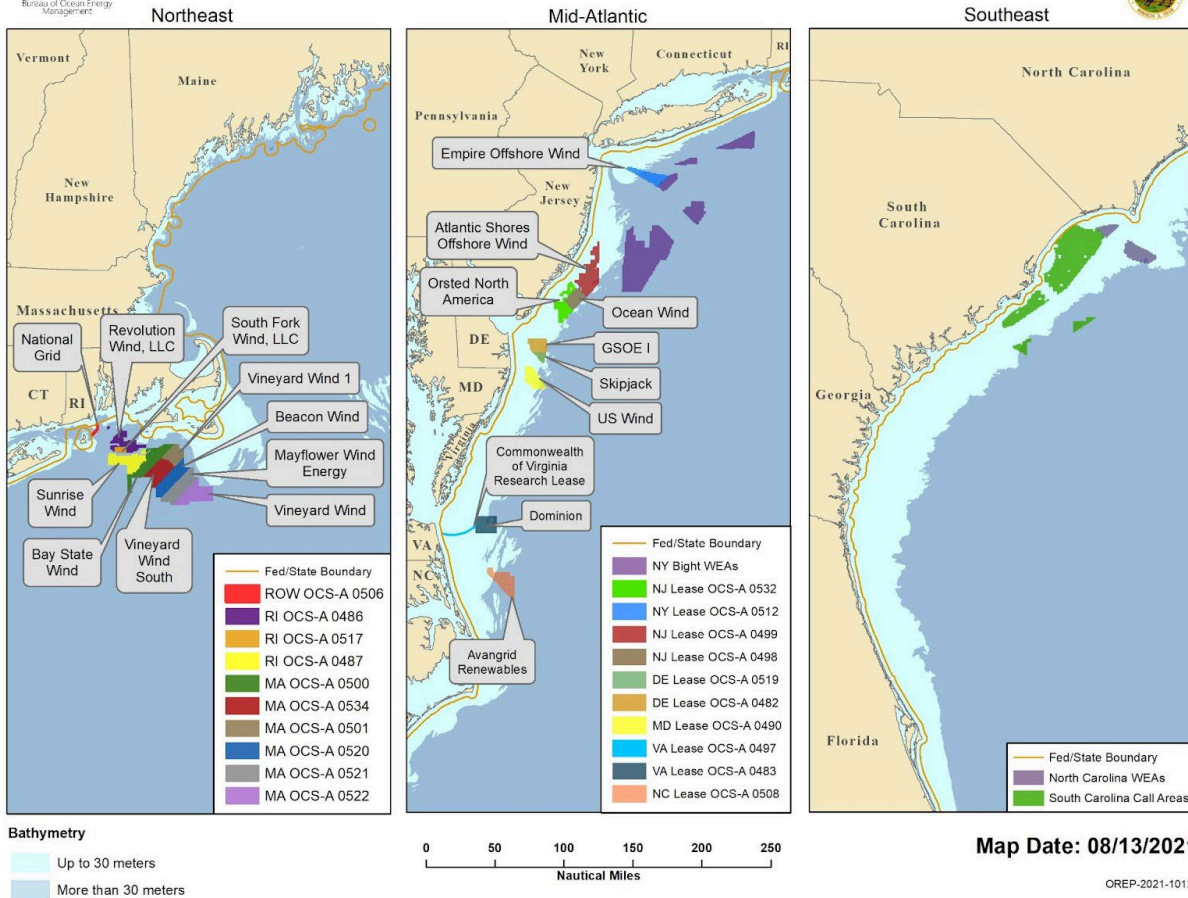 Bureau of Ocean Energy
Management
Northeast
Mid-Atlantic
Southeast
MARCH 3, 1849
Vermont
Maine
New
Hampshire
Massachusetts
CT
RI
National
Grid
Revolution
Wind, LLC
South Fork
Wind, LLC
Vineyard Wind 1
Beacon Wind
Mayflower Wind
Energy
Vineyard Wind
Sunrise
Wind
Bay State
Wind
Vineyard
Wind
South
Fed/State Boundary
ROW OCS-A 0506
RI OCS-A 0486
RI OCS-A 0517
RI OCS-A 0487
MA OCS-A 0500
MA OCS-A 0534
MA OCS-A 0501
MA OCS-A 0520
MA OCS-A 0521
MA OCS-A 0522
New
York
Connecticut
RI
Pennsylvania
New
Jersey
DE
MD
Virginia
VA
NC
Empire Offshore Wind
Atlantic Shores
Offshore Wind
Orsted North
America
Ocean Wind
GSOE I
Skipjack
US Wind
Commonwealth
of Virginia
Research Lease
Dominion
Avangrid
Renewables
Fed/State Boundary
NY Bight WEAs
NJ Lease OCS-A 0532
NY Lease OCS-A 0512
NJ Lease OCS-A 0499
NJ Lease OCS-A 0498
DE Lease OCS-A 0519
DE Lease OCS-A 0482
MD Lease OCS-A 0490
VA Lease OCS-A 0497
VA Lease OCS-A 0483
NC Lease OCS-A 0508
North Carolina
South
Carolina
Georgia
Florida
Fed/State Boundary
North Carolina WEAs
South Carolina Call Areas
Bathymetry
Up to 30 meters
More than 30 meters
0 50 100 150 200 250
Nautical Miles
Map Date: 08/13/202
OREP-2021-101